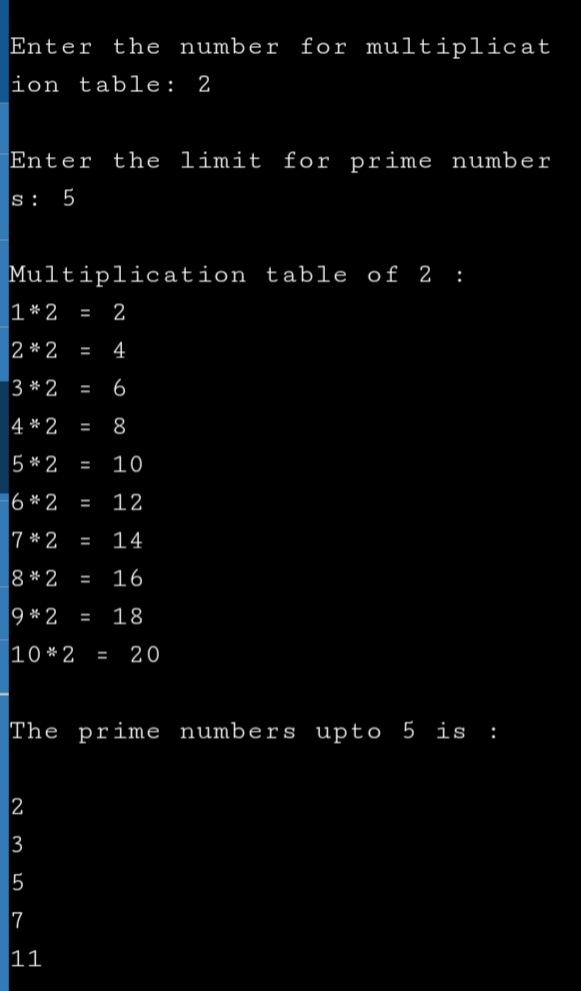 Enter the number for multiplicat
ion table: 2
Enter the limit for prime number
s: 5
Multiplication table of 2 :
1*2 = 2
2*2 = 4
3*2 = 6
4*2 = 8
5*2 = 10
6*2 = 12
7*2 = 14
8*2 = 16
9*2 = 18
10*2 = 20
The prime numbers upto 5 is :
2
3
5
7
11